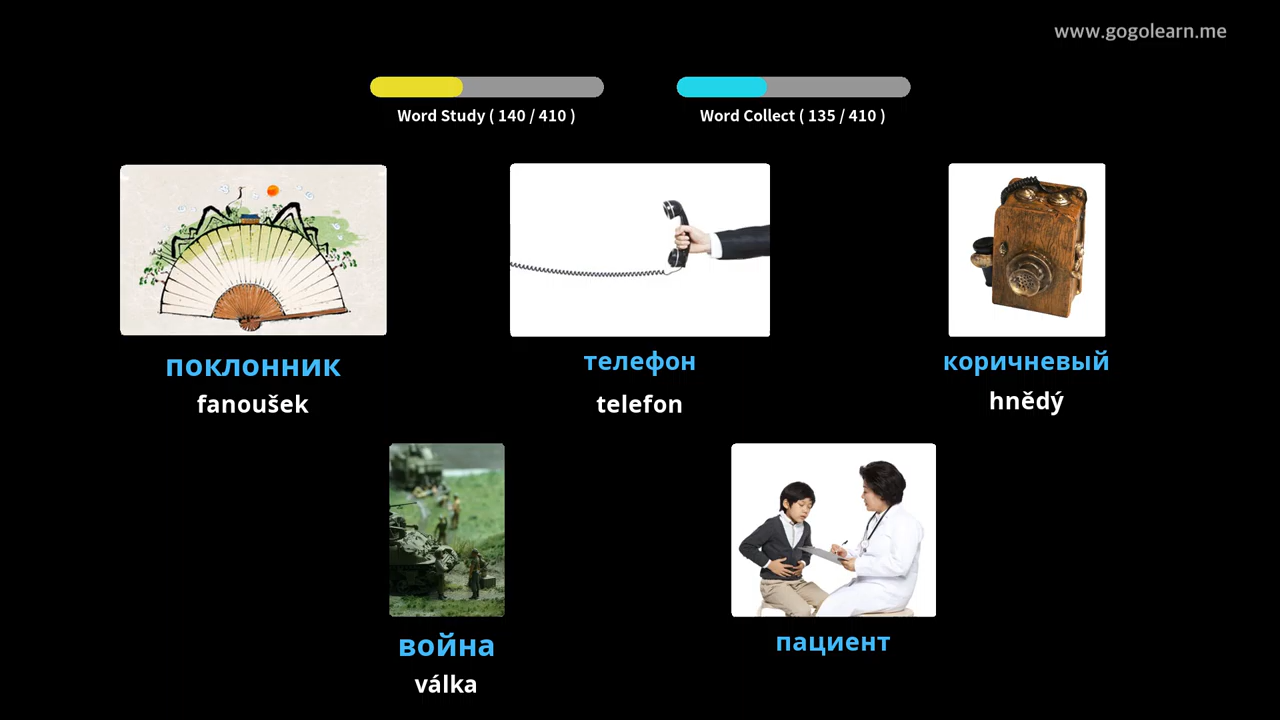 www.gogolearn.me
Word Study ( 140 / 410 )
Word Collect ( 135 / 410 )
поклонник
fanoušek
телефон
telefon
коричневый
hnědý
война
válka
пациент